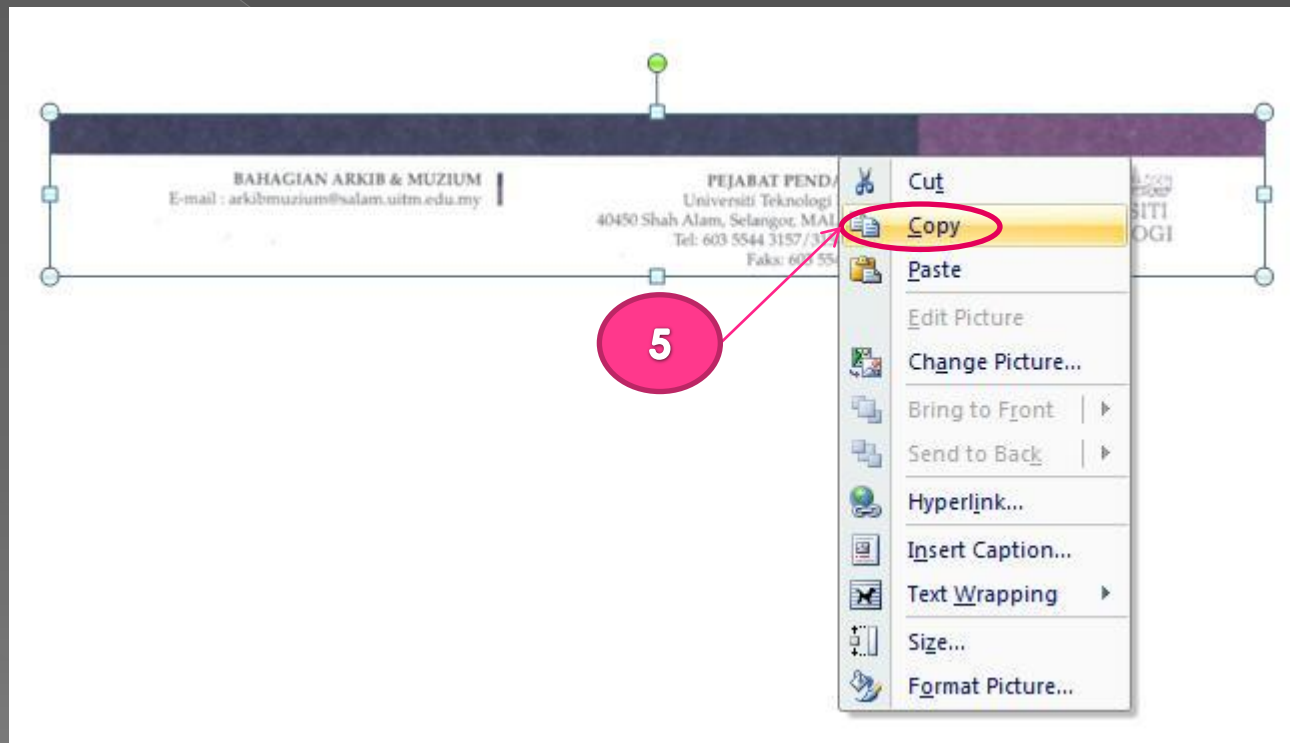 BAHAGIAN ARKIB & MUZIUM
E-mail : arkibmuzium@salam.uitm.edu.my
PEJABAT PENDA
Universiti Teknologi
40450 Shah Alam, Selangor, MAL
Tel: 603 5544 3157/
Faks: 603 55
SITI
OGI
Cut
Copy
Paste
Edit Picture
Change Picture...
Bring to Front
Send to Back
Hyperlink...
Insert Caption...
Text Wrapping
Size...
Format Picture...
5